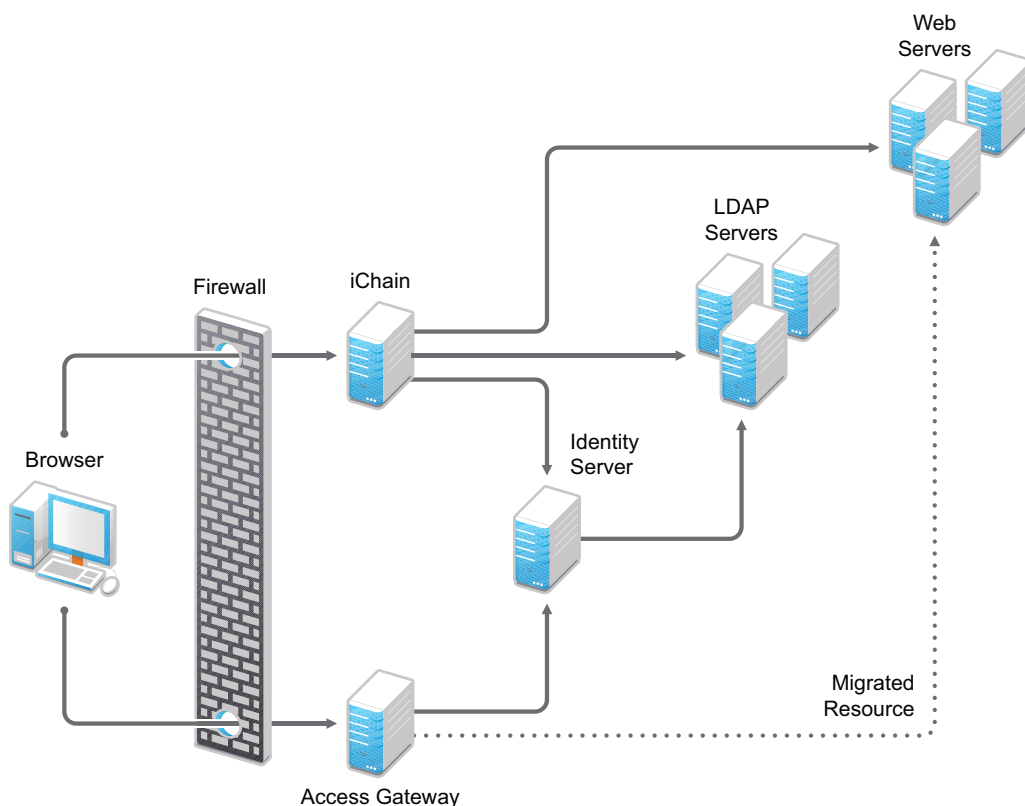 Web
Servers
LDAP
Servers
Firewall
iChain
Browser
Identity
Server
Migrated
Resource
Access Gateway